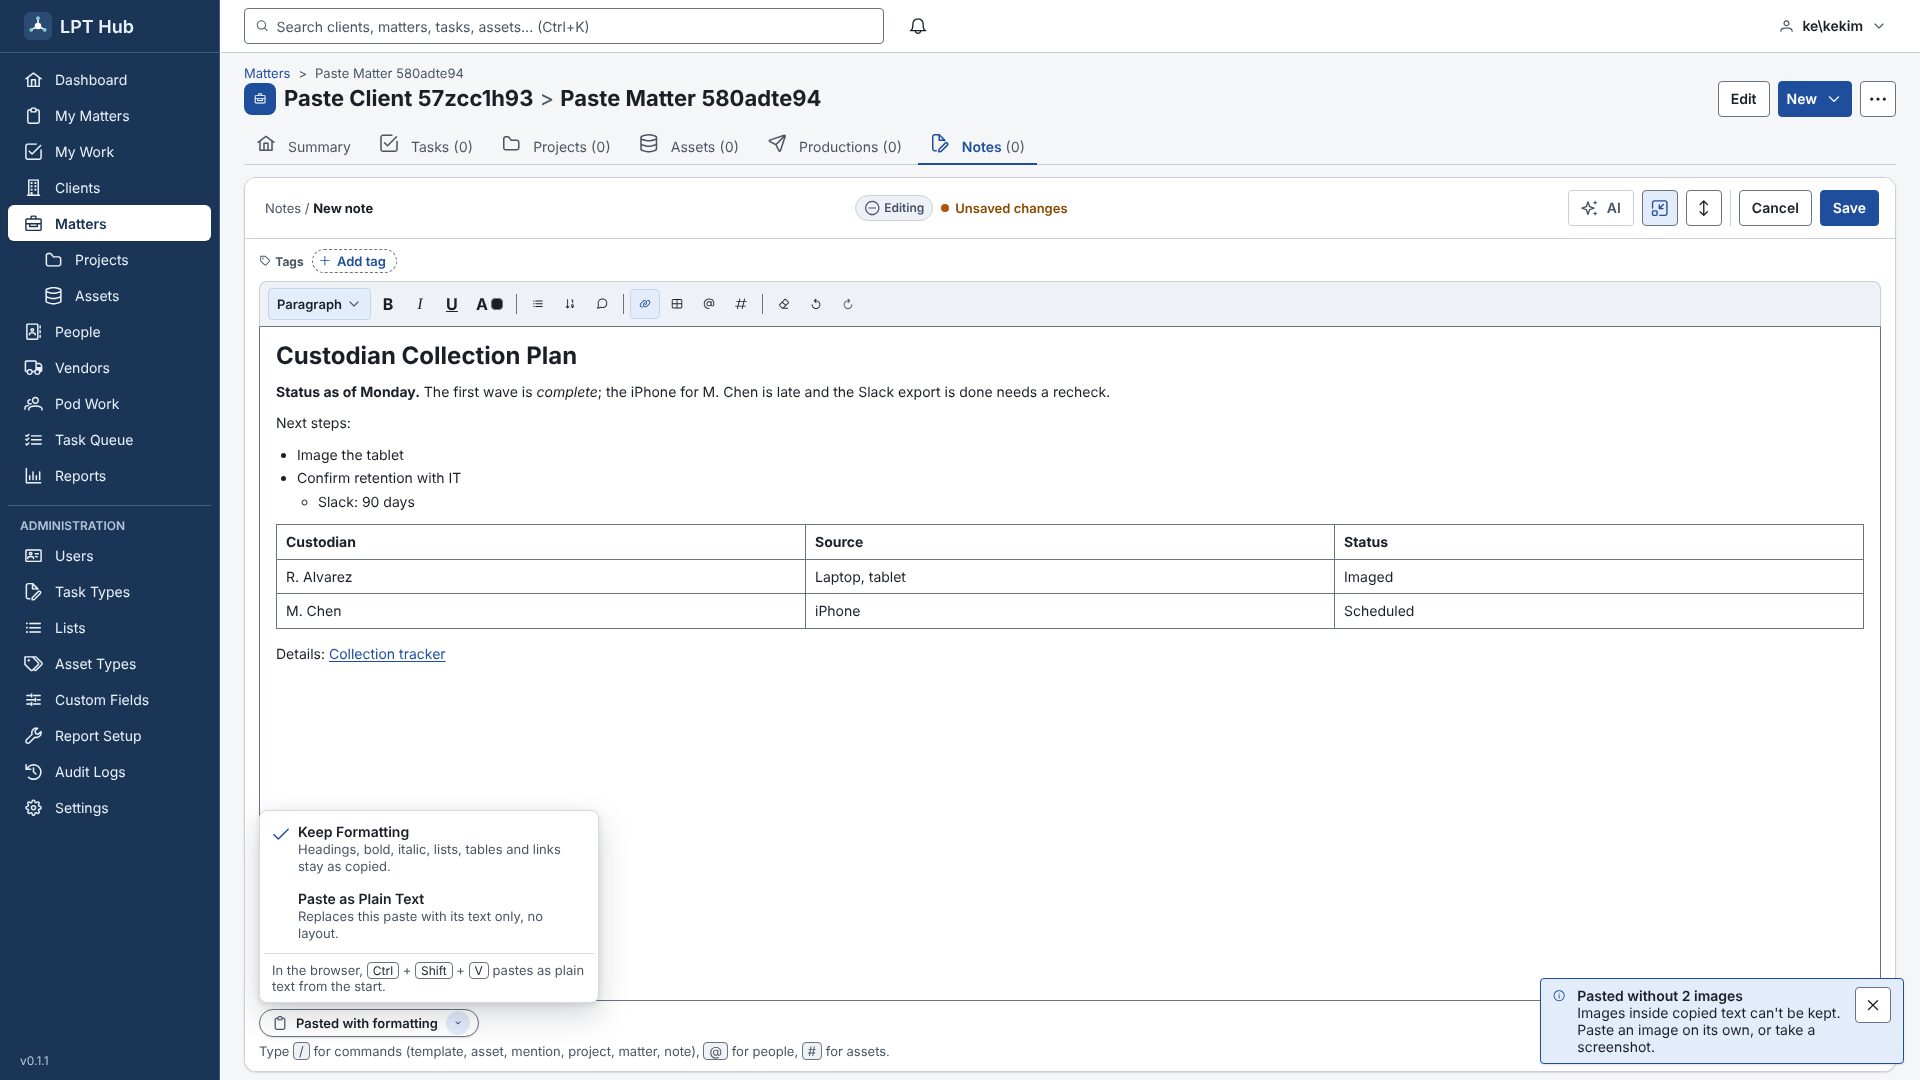 LPT Hub
Search clients, matters, tasks, assets... (Ctrl+K)
ke\kekim
Dashboard
My Matters
My Work
Clients
Matters
Projects
Assets
People
Vendors
Pod Work
Task Queue
Reports
ADMINISTRATION
Users
Task Types
Lists
Asset Types
Custom Fields
Report Setup
Audit Logs
Settings
v0.1.1
Matters > Paste Matter 580adte94
Paste Client 57zcc1h93 > Paste Matter 580adte94
Edit
New
Summary
Tasks (0)
Projects (0)
Assets (0)
Productions (0)
Notes (0)
Notes / New note
Editing
Unsaved changes
AI
Cancel
Save
Tags
+ Add tag
Paragraph
B I U A
@ #
Custodian Collection Plan
Status as of Monday. The first wave is complete; the iPhone for M. Chen is late and the Slack export is done needs a recheck.
Next steps:
Image the tablet
Confirm retention with IT
Slack: 90 days
Custodian Source Status
R. Alvarez Laptop, tablet Imaged
M. Chen iPhone Scheduled
Details: Collection tracker
Keep Formatting
Headings, bold, italic, lists, tables and links
stay as copied.
Paste as Plain Text
Replaces this paste with its text only, no
layout.
In the browser, Ctrl + Shift + V pastes as plain
text from the start.
Pasted with formatting
Type / for commands (template, asset, mention, project, matter, note), @ for people, # for assets.
Pasted without 2 images
Images inside copied text can't be kept.
Paste an image on its own, or take a
screenshot.